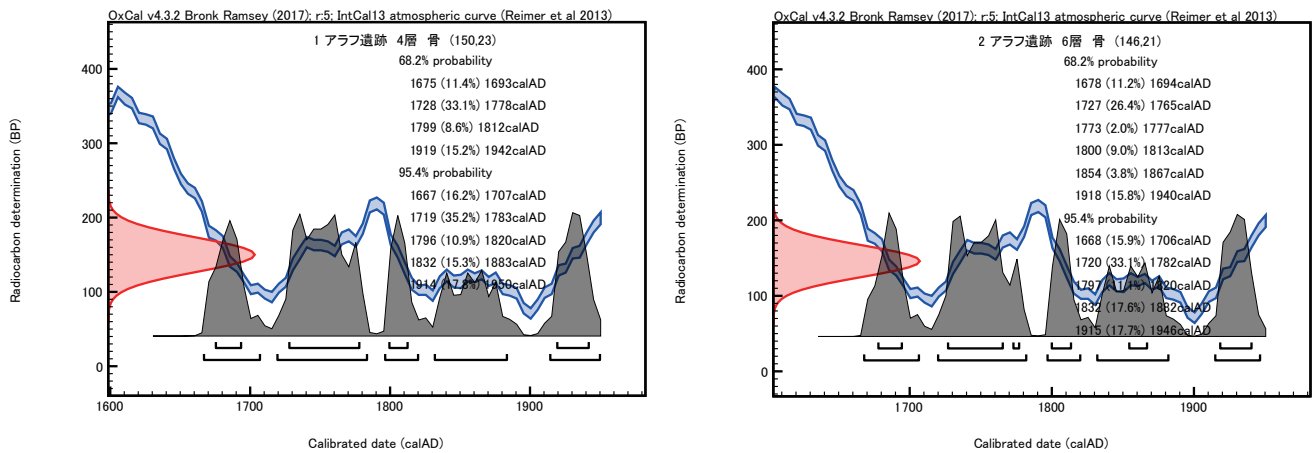 OxCal v4.3.2 Bronk Ramsey (2017); r:5; IntCal13 atmospheric curve (Reimer et al 2013)
1 アラフ遺跡 4層 骨 (150,23)
68.2% probability
1675 (11.4%) 1693calAD
1728 (33.1%) 1778calAD
1799 (8.6%) 1812calAD
1919 (15.2%) 1942calAD
95.4% probability
1667 (16.2%) 1707calAD
1719 (35.2%) 1783calAD
1796 (10.9%) 1820calAD
1832 (15.3%) 1883calAD
1914 (17.8%) 1950calAD
Radiocarbon determination (BP)
400
300
200
100
0
1600
1700
1800
1900
Calibrated date (calAD)
OxCal v4.3.2 Bronk Ramsey (2017); r:5; IntCal13 atmospheric curve (Reimer et al 2013)
2 アラフ遺跡 6層 骨 (146,21)
68.2% probability
1678 (11.2%) 1694calAD
1727 (26.4%) 1765calAD
1773 (2.0%) 1777calAD
1800 (9.0%) 1813calAD
1854 (3.8%) 1867calAD
1918 (15.8%) 1940calAD
95.4% probability
1668 (15.9%) 1706calAD
1720 (33.1%) 1782calAD
1797 (11.1%) 1820calAD
1832 (17.6%) 1882calAD
1915 (17.7%) 1946calAD
Radiocarbon determination (BP)
400
300
200
100
0
1700
1800
1900
Calibrated date (calAD)